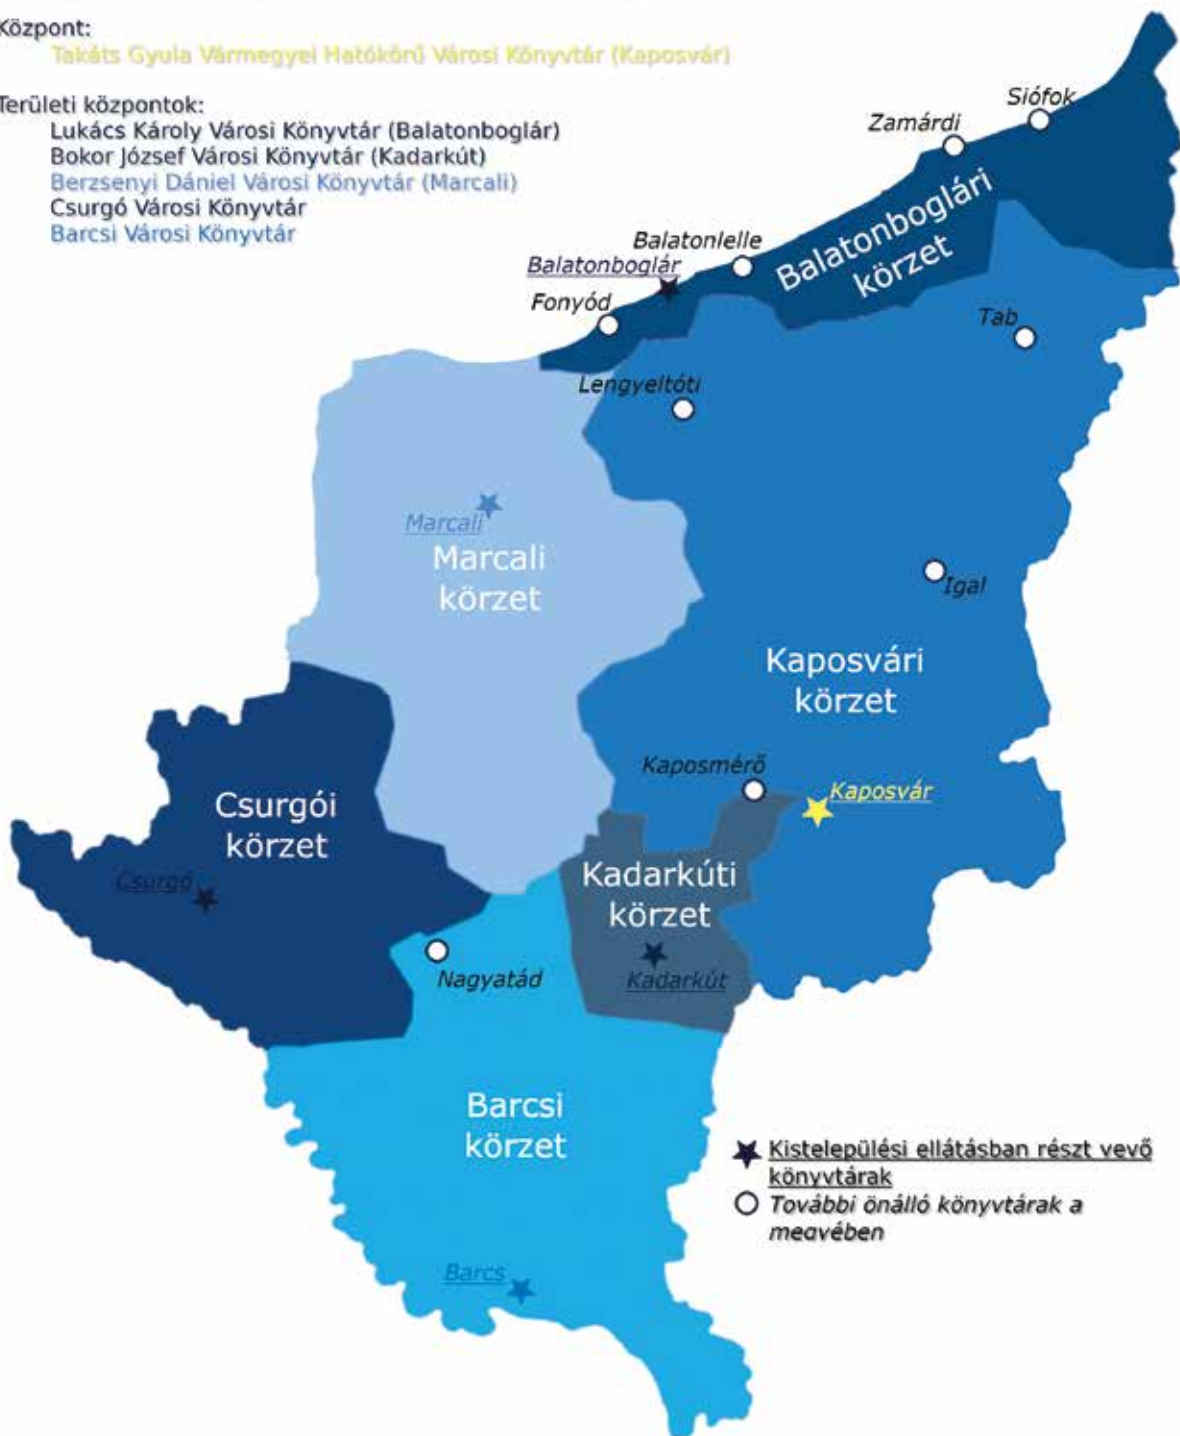 Központ:
Takáts Gyula Vármegyei Hatókörű Városi Könyvtár (Kaposvár)
Területi központok:
Lukács Károly Városi Könyvtár (Balatonboglár)
Bokor József Városi Könyvtár (Kadarkút)
Berzsenyi Dániel Városi Könyvtár (Marcali)
Csurgó Városi Könyvtár
Barcsi Városi Könyvtár
Siófok
Zamárdi
Balatonboglári
körzet
Balatonlelle
Balatonboglár
Fonyód
Tab
Lengyeltóti
Marcali
Marcali
körzet
Igal
Kaposvári
körzet
Kaposmérő
Kaposvár
Csurgói
körzet
Csurgó
Kadarkúti
körzet
Kadarkút
Nagyatád
Barcsi
körzet
Barcs
Kistelepülési ellátásban részt vevő
könyvtárak
További önálló könyvtárak a
megyében